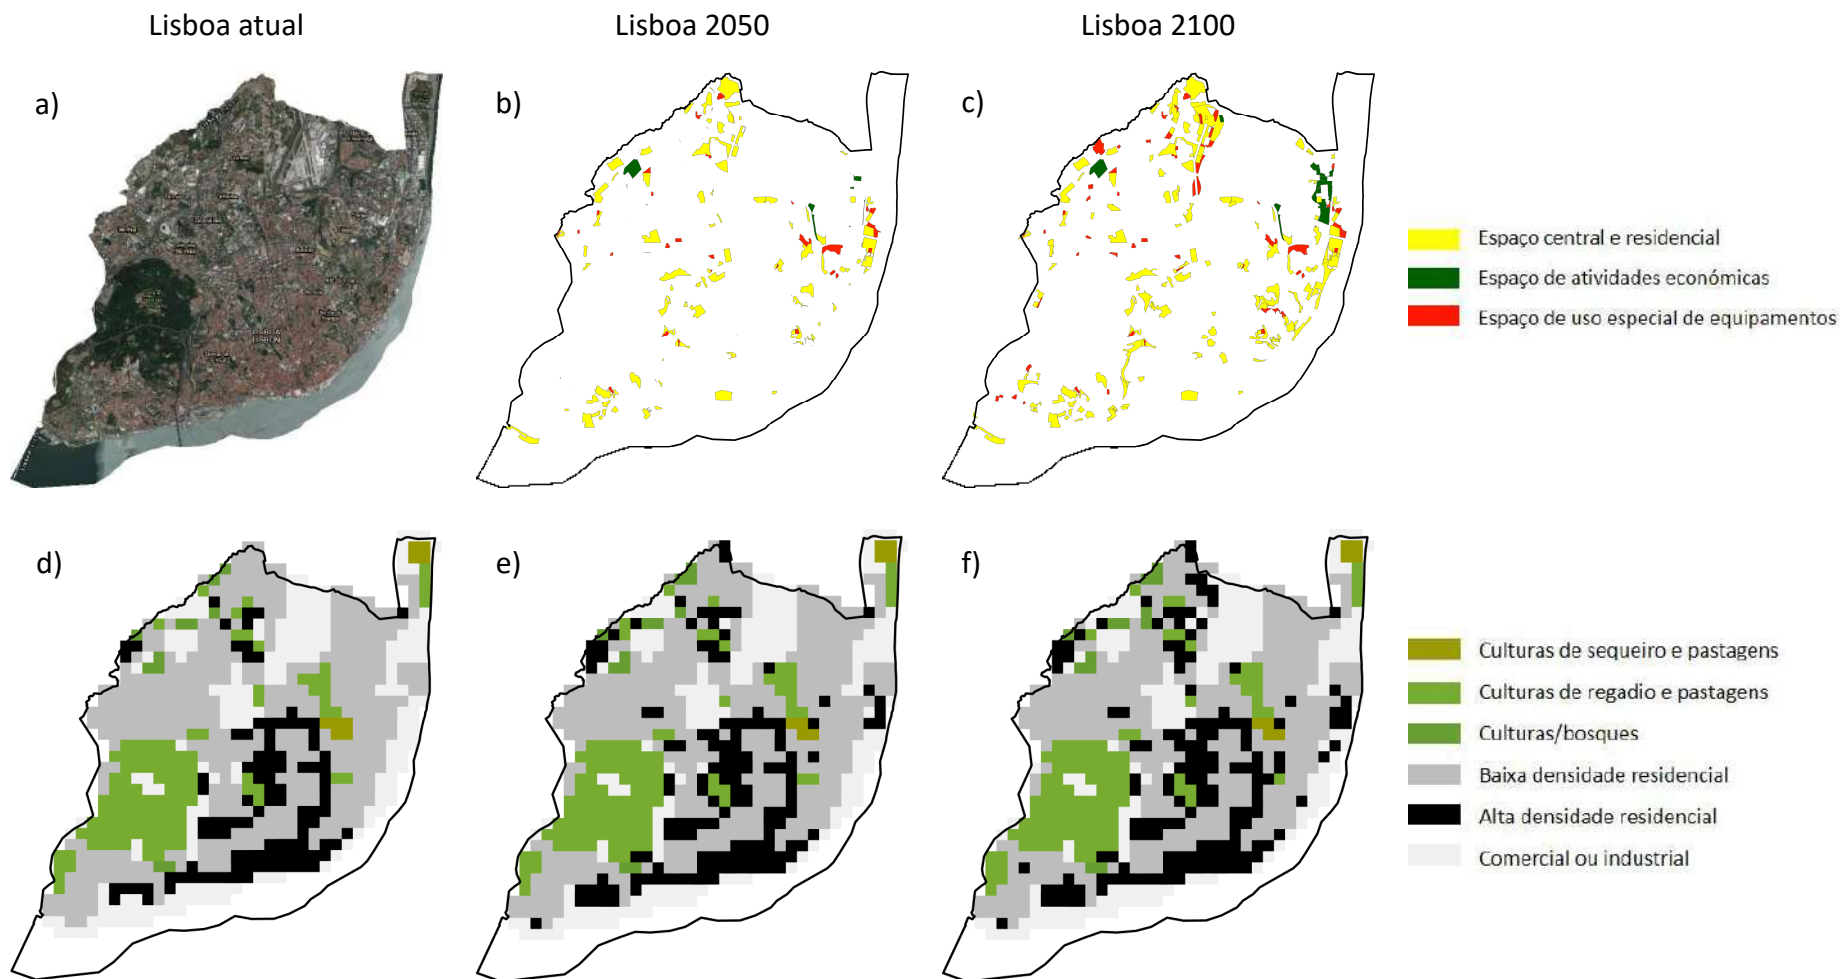 Lisboa atual
Lisboa 2050
Lisboa 2100
a)
b)
c)
Espaço central e residencial
Espaço de atividades económicas
Espaço de uso especial de equipamentos
d)
e)
f)
Culturas de sequeiro e pastagens
Culturas de regadio e pastagens
Culturas/bosques
Baixa densidade residencial
Alta densidade residencial
Comercial ou industrial